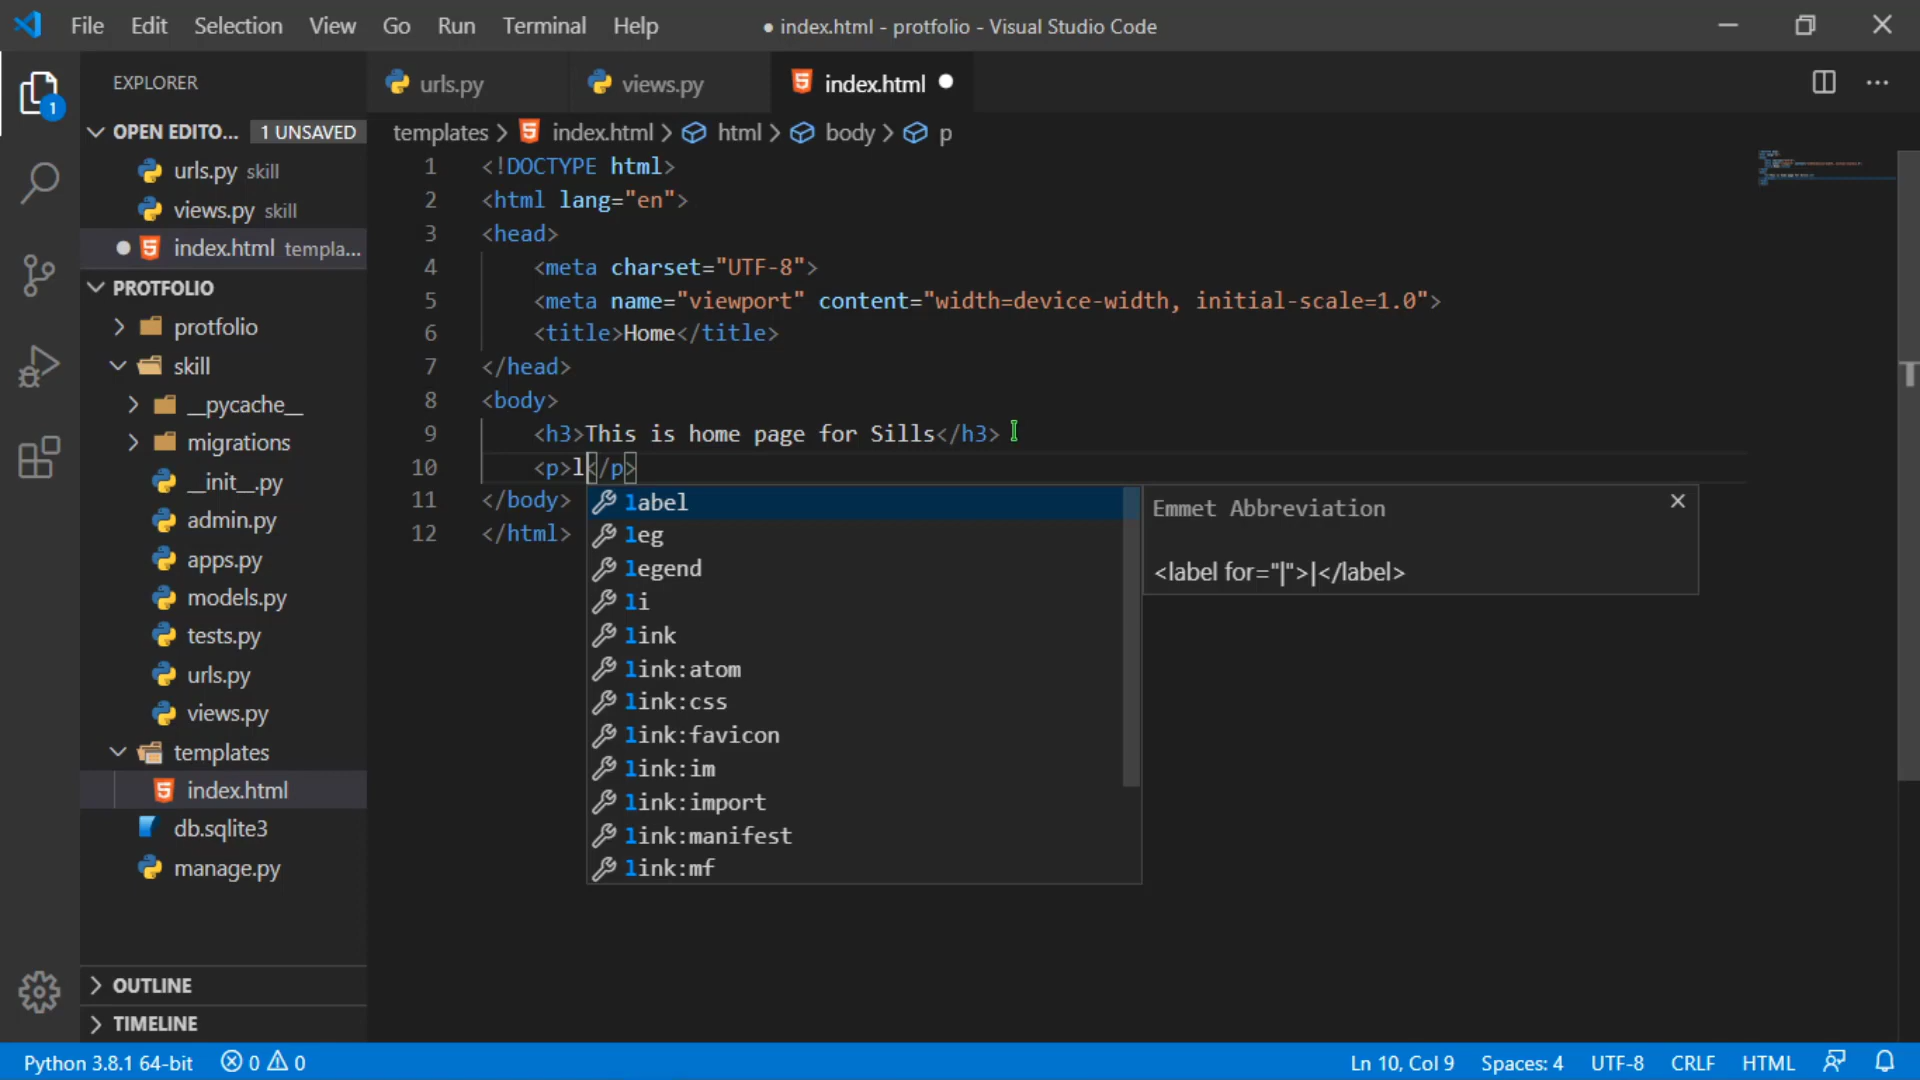 File Edit Selection View Go Run Terminal Help ● index.html - protfolio - Visual Studio Code
EXPLORER
urls.py views.py index.html ●
OPEN EDITO... 1 UNSAVED
urls.py skill
views.py skill
index.html templa...
PROTFOLIO
protfolio
skill
__pycache__
migrations
__init__.py
admin.py
apps.py
models.py
tests.py
urls.py
views.py
templates
index.html
db.sqlite3
manage.py
OUTLINE
TIMELINE
1
templates > index.html > html > body > p
1 <!DOCTYPE html>
2 <html lang="en">
3 <head>
4 <meta charset="UTF-8">
5 <meta name="viewport" content="width=device-width, initial-scale=1.0">
6 <title>Home</title>
7 </head>
8 <body>
9 <h3>This is home page for Sills</h3>
10 <p>l</p>
11 </body>
12 </html>
label
leg
legend
li
link
link:atom
link:css
link:favicon
link:im
link:import
link:manifest
link:mf
Emmet Abbreviation
<label for="|">|</label>
Python 3.8.1 64-bit 0 0 Ln 10, Col 9 Spaces: 4 UTF-8 CRLF HTML